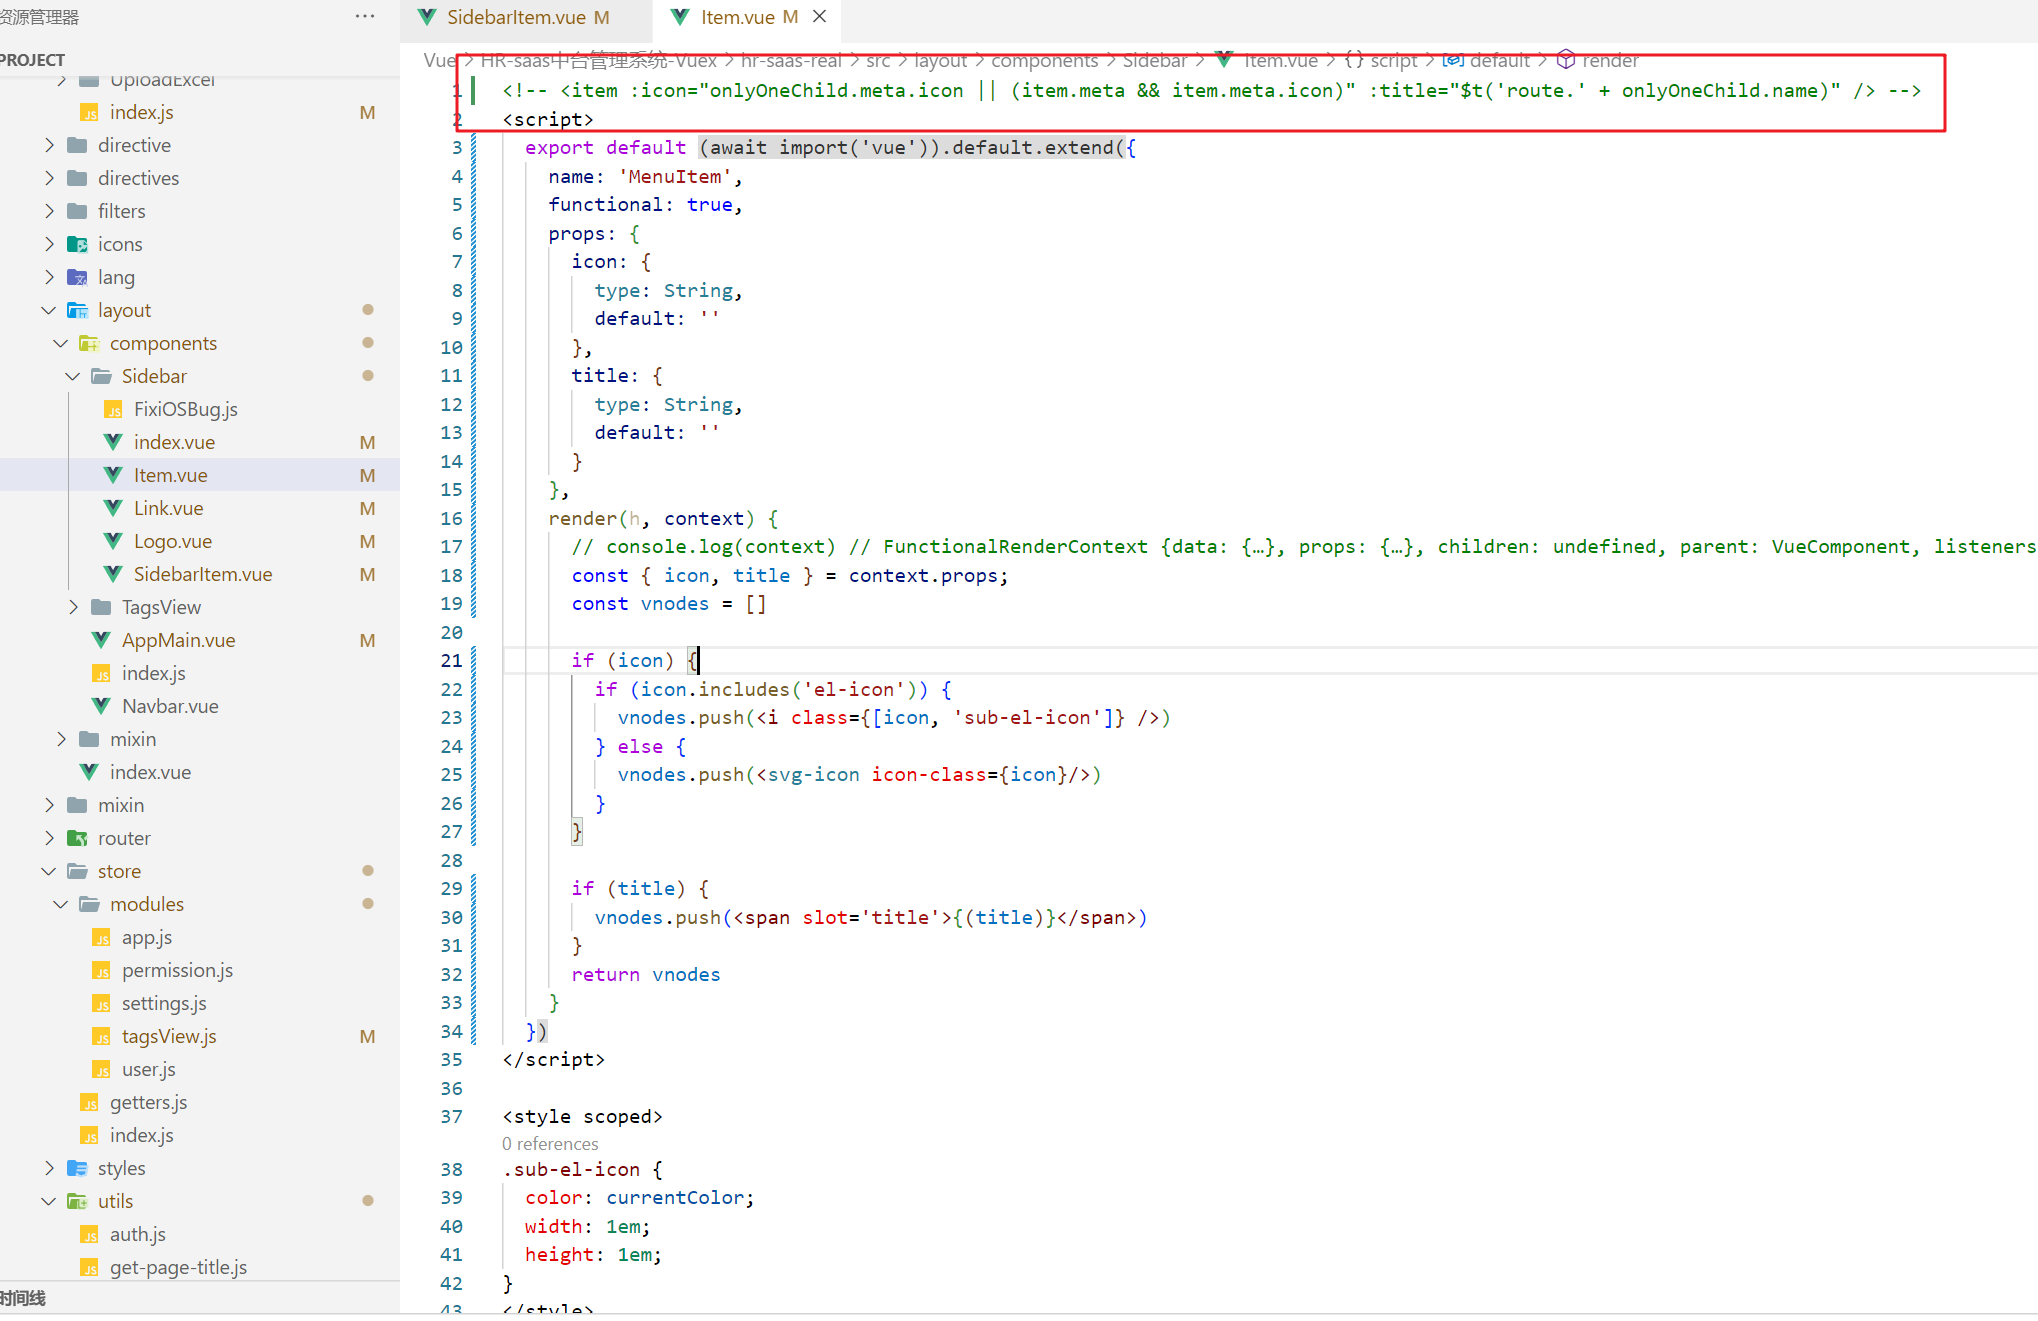 资源管理器
···
PROJECT
UploadExcel
index.js M
directive
directives
filters
icons
lang
layout
components
Sidebar
FixiOSBug.js
index.vue M
Item.vue M
Link.vue M
Logo.vue M
SidebarItem.vue M
TagsView
AppMain.vue M
index.js
Navbar.vue
mixin
index.vue
mixin
router
store
modules
app.js
permission.js
settings.js
tagsView.js M
user.js
getters.js
index.js
styles
utils
auth.js
get-page-title.js
时间线
SidebarItem.vue M
Item.vue M
Vue > HR-saas中台管理系统-Vuex > hr-saas-real > src > layout > components > Sidebar > Item.vue > {} script > default > render
1 <!-- <item :icon="onlyOneChild.meta.icon || (item.meta && item.meta.icon)" :title="$t('route.' + onlyOneChild.name)" /> -->
2 <script>
3 export default (await import('vue')).default.extend({
4 name: 'MenuItem',
5 functional: true,
6 props: {
7 icon: {
8 type: String,
9 default: ''
10 },
11 title: {
12 type: String,
13 default: ''
14 }
15 },
16 render(h, context) {
17 // console.log(context) // FunctionalRenderContext {data: {…}, props: {…}, children: undefined, parent: VueComponent, listeners
18 const { icon, title } = context.props;
19 const vnodes = []
20
21 if (icon) {
22 if (icon.includes('el-icon')) {
23 vnodes.push(<i class={[icon, 'sub-el-icon']} />)
24 } else {
25 vnodes.push(<svg-icon icon-class={icon}/>)
26 }
27 }
28
29 if (title) {
30 vnodes.push(<span slot='title'>{(title)}</span>)
31 }
32 return vnodes
33 }
34 })
35 </script>
36
37 <style scoped>
0 references
38 .sub-el-icon {
39 color: currentColor;
40 width: 1em;
41 height: 1em;
42 }
43 </style>